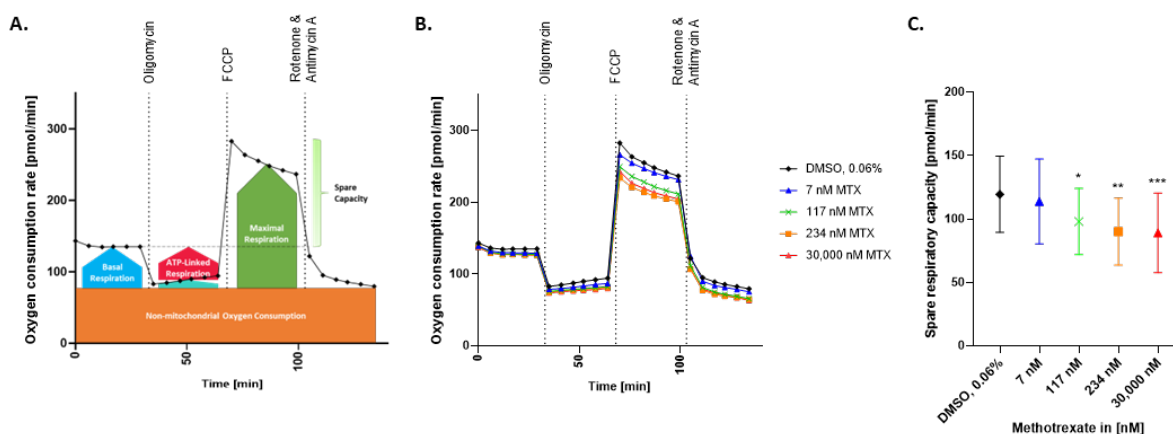 A.
Oligomycin
FCCP
Rotenone &
Antimycin A
Oxygen consumption rate [pmol/min]
300
200
100
0
Basal
Respiration
ATP-Linked
Respiration
Maximal
Respiration
Spare
Capacity
Non-mitochondrial Oxygen Consumption
0
50
100
Time [min]
B.
Oligomycin
FCCP
Rotenone &
Antimycin A
Oxygen consumption rate [pmol/min]
300
200
100
0
0
50
100
Time [min]
DMSO, 0.06%
7 nM MTX
117 nM MTX
234 nM MTX
30,000 nM MTX
C.
Spare respiratory capacity [pmol/min]
200
150
100
50
0
*
**
***
DMSO, 0.06%
7 nM
117 nM
234 nM
30,000 nM
Methotrexate in [nM]